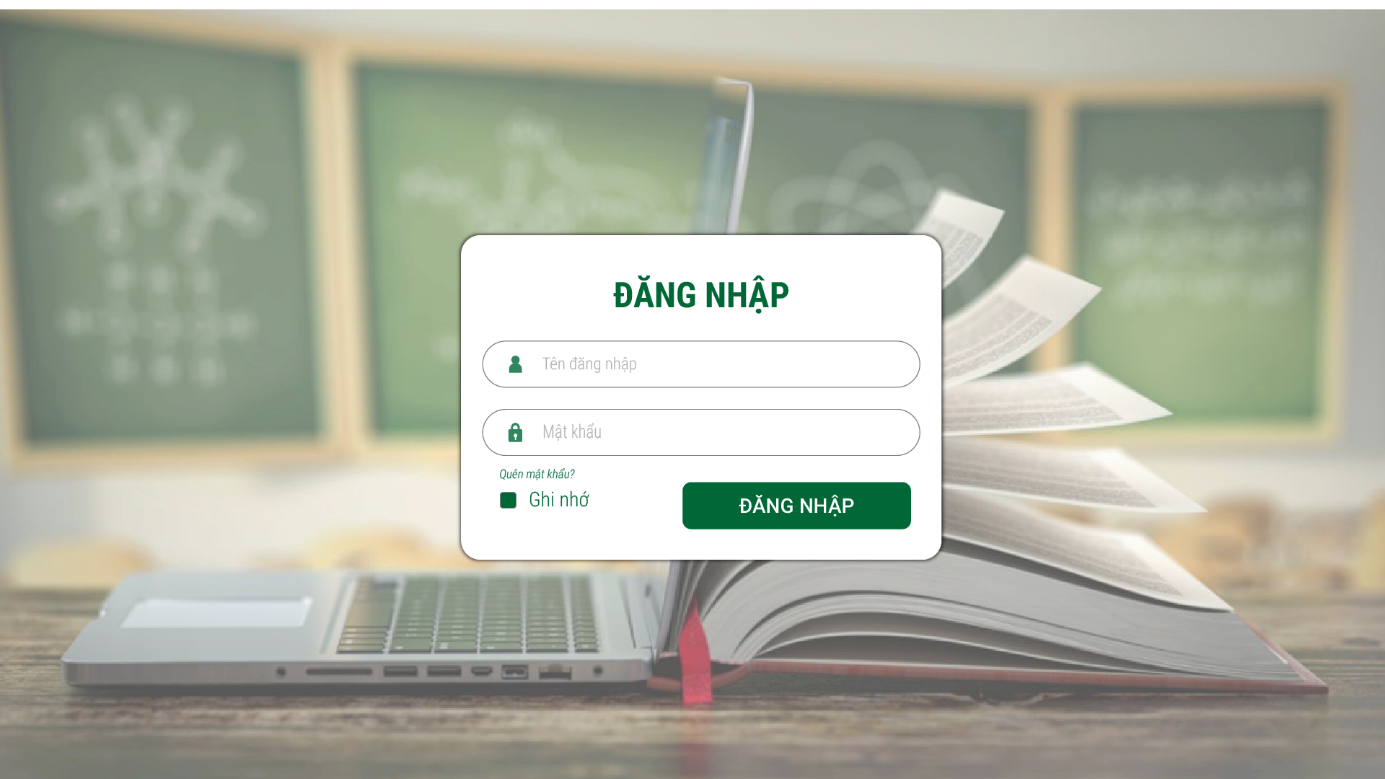 ĐĂNG NHẬP
Tên đăng nhập
Mật khẩu
Quên mật khẩu?
Ghi nhớ
ĐĂNG NHẬP